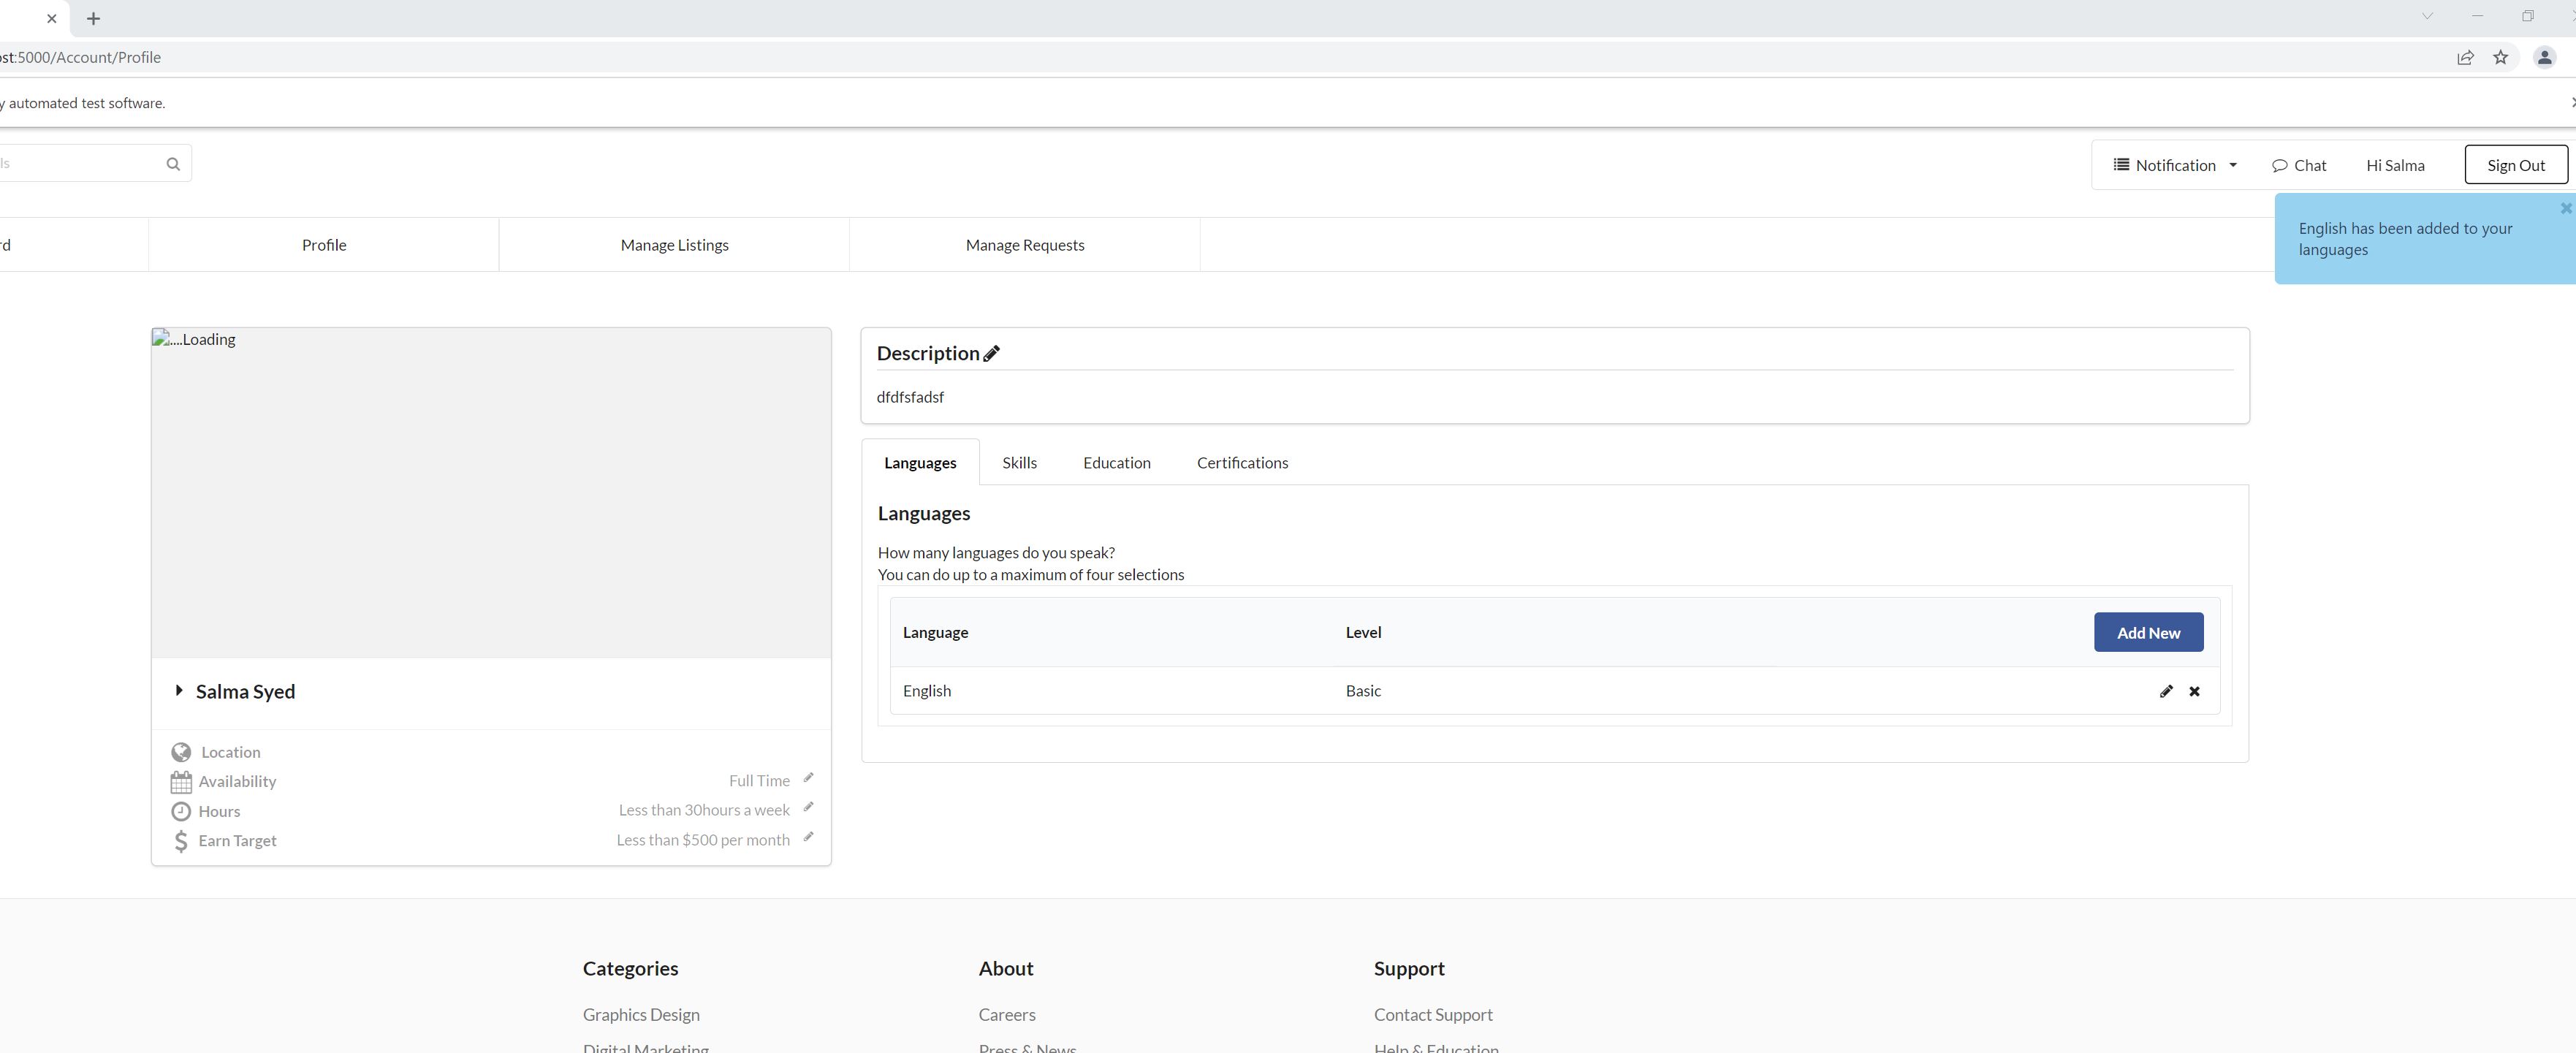 st:5000/Account/Profile
y automated test software.
ls
Notification
Chat
Hi Salma
Sign Out
rd
Profile
Manage Listings
Manage Requests
English has been added to your
languages
....Loading
Description
dfdfsfadsf
Languages
Skills
Education
Certifications
Languages
How many languages do you speak?
You can do up to a maximum of four selections
Language
Level
Add New
English
Basic
Salma Syed
Location
Availability
Full Time
Hours
Less than 30hours a week
Earn Target
Less than $500 per month
Categories
About
Support
Graphics Design
Careers
Contact Support
Digital Marketing
Press & News
Help & Education